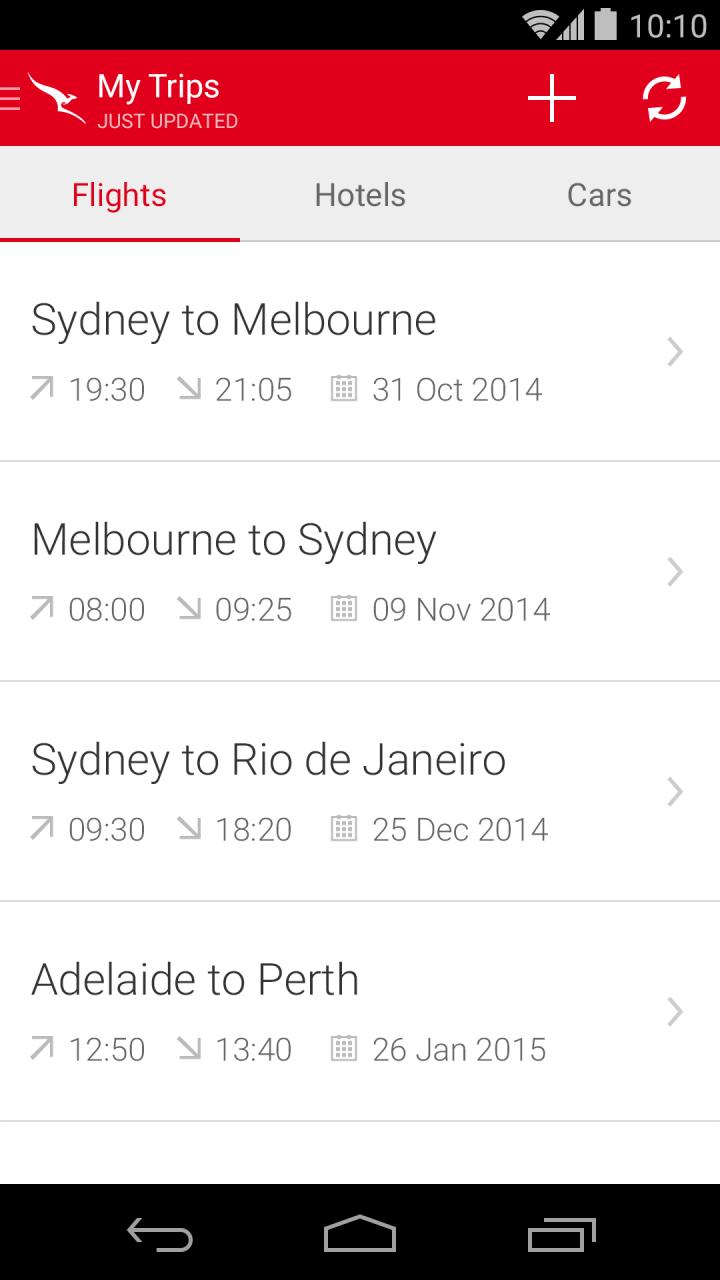 10:10
My Trips
JUST UPDATED
Flights Hotels Cars
Sydney to Melbourne
19:30 21:05 31 Oct 2014
Melbourne to Sydney
08:00 09:25 09 Nov 2014
Sydney to Rio de Janeiro
09:30 18:20 25 Dec 2014
Adelaide to Perth
12:50 13:40 26 Jan 2015